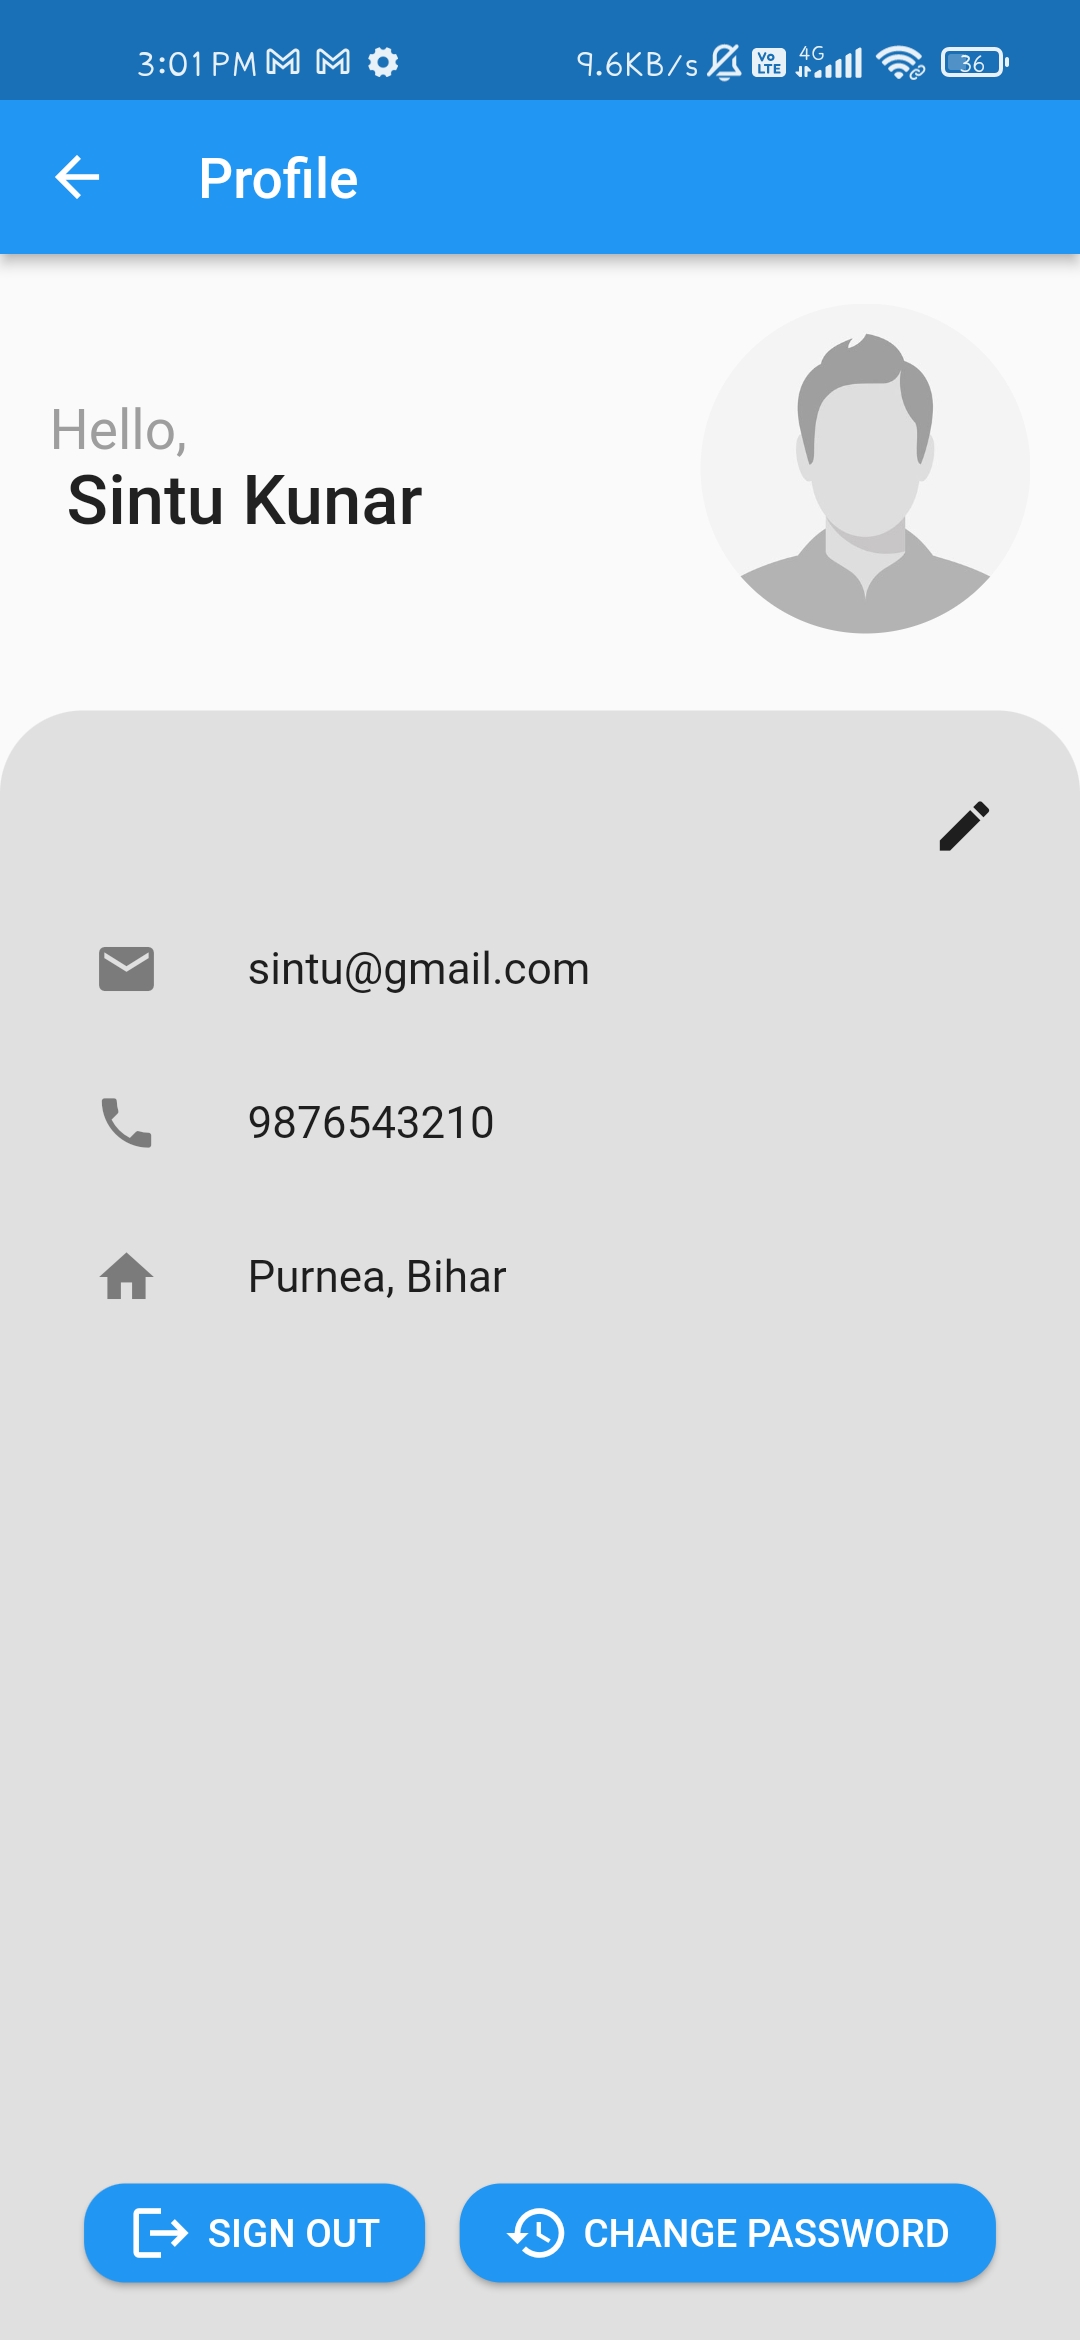 3:01 PM 9.6KB/s Vo LTE 4G 36
Profile
Hello,
Sintu Kunar
sintu@gmail.com
9876543210
Purnea, Bihar
SIGN OUT CHANGE PASSWORD